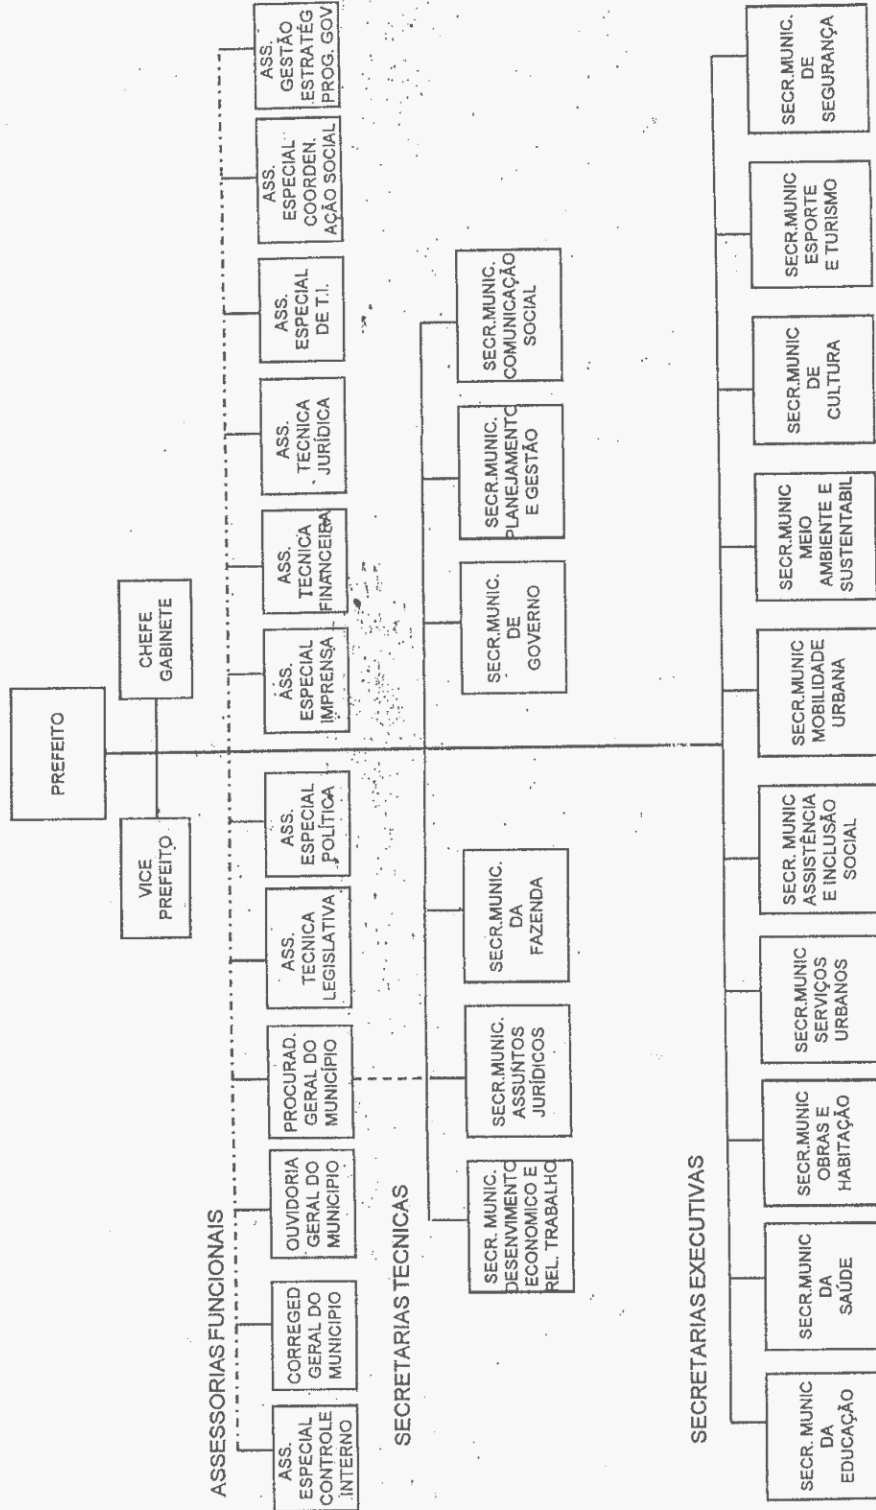 PREFEITO
VICE
PREFEITO
CHEFE
GABINETE
ASSESSORIAS FUNCIONAIS
ASS.
ESPECIAL
CONTROLE
INTERNO
CORREGED
GERAL DO
MUNICIPIO
OUVIDORIA
GERAL DO
MUNICIPIO
PROCURAD.
GERAL DO
MUNICÍPIO
ASS.
TECNICA
LEGISLATIVA
ASS.
ESPECIAL
POLÍTICA
ASS.
ESPECIAL
IMPRENSA
ASS.
TECNICA
FINANCEIRA
ASS.
TECNICA
JURÍDICA
ASS.
ESPECIAL
DE T.I.
ASS.
ESPECIAL
COORDEN.
AÇÃO SOCIAL
ASS.
GESTÃO
ESTRATÉG
PROG. GOV
SECRETARIAS TECNICAS
SECR. MUNIC.
DESENVIMENTO
ECONOMICO E
REL. TRABALHO
SECR.MUNIC.
ASSUNTOS
JURÍDICOS
SECR.MUNIC.
DA
FAZENDA
SECR.MUNIC.
DE
GOVERNO
SECR.MUNIC.
PLANEJAMENTO
E GESTÃO
SECR.MUNIC.
COMUNICAÇÃO
SOCIAL
SECRETARIAS EXECUTIVAS
SECR. MUNIC
DA
EDUCAÇÃO
SECR.MUNIC
DA
SAÚDE
SECR.MUNIC
OBRAS E
HABITAÇÃO
SECR.MUNIC
SERVIÇOS
URBANOS
SECR. MUNIC
ASSISTÊNCIA
E INCLUSÃO
SOCIAL
SECR.MUNIC
MOBILIDADE
URBANA
SECR.MUNIC
MEIO
AMBIENTE E
SUSTENTABIL
SECR.MUNIC
DE
CULTURA
SECR.MUNIC
ESPORTE
E TURISMO
SECR.MUNIC.
DE
SEGURANÇA